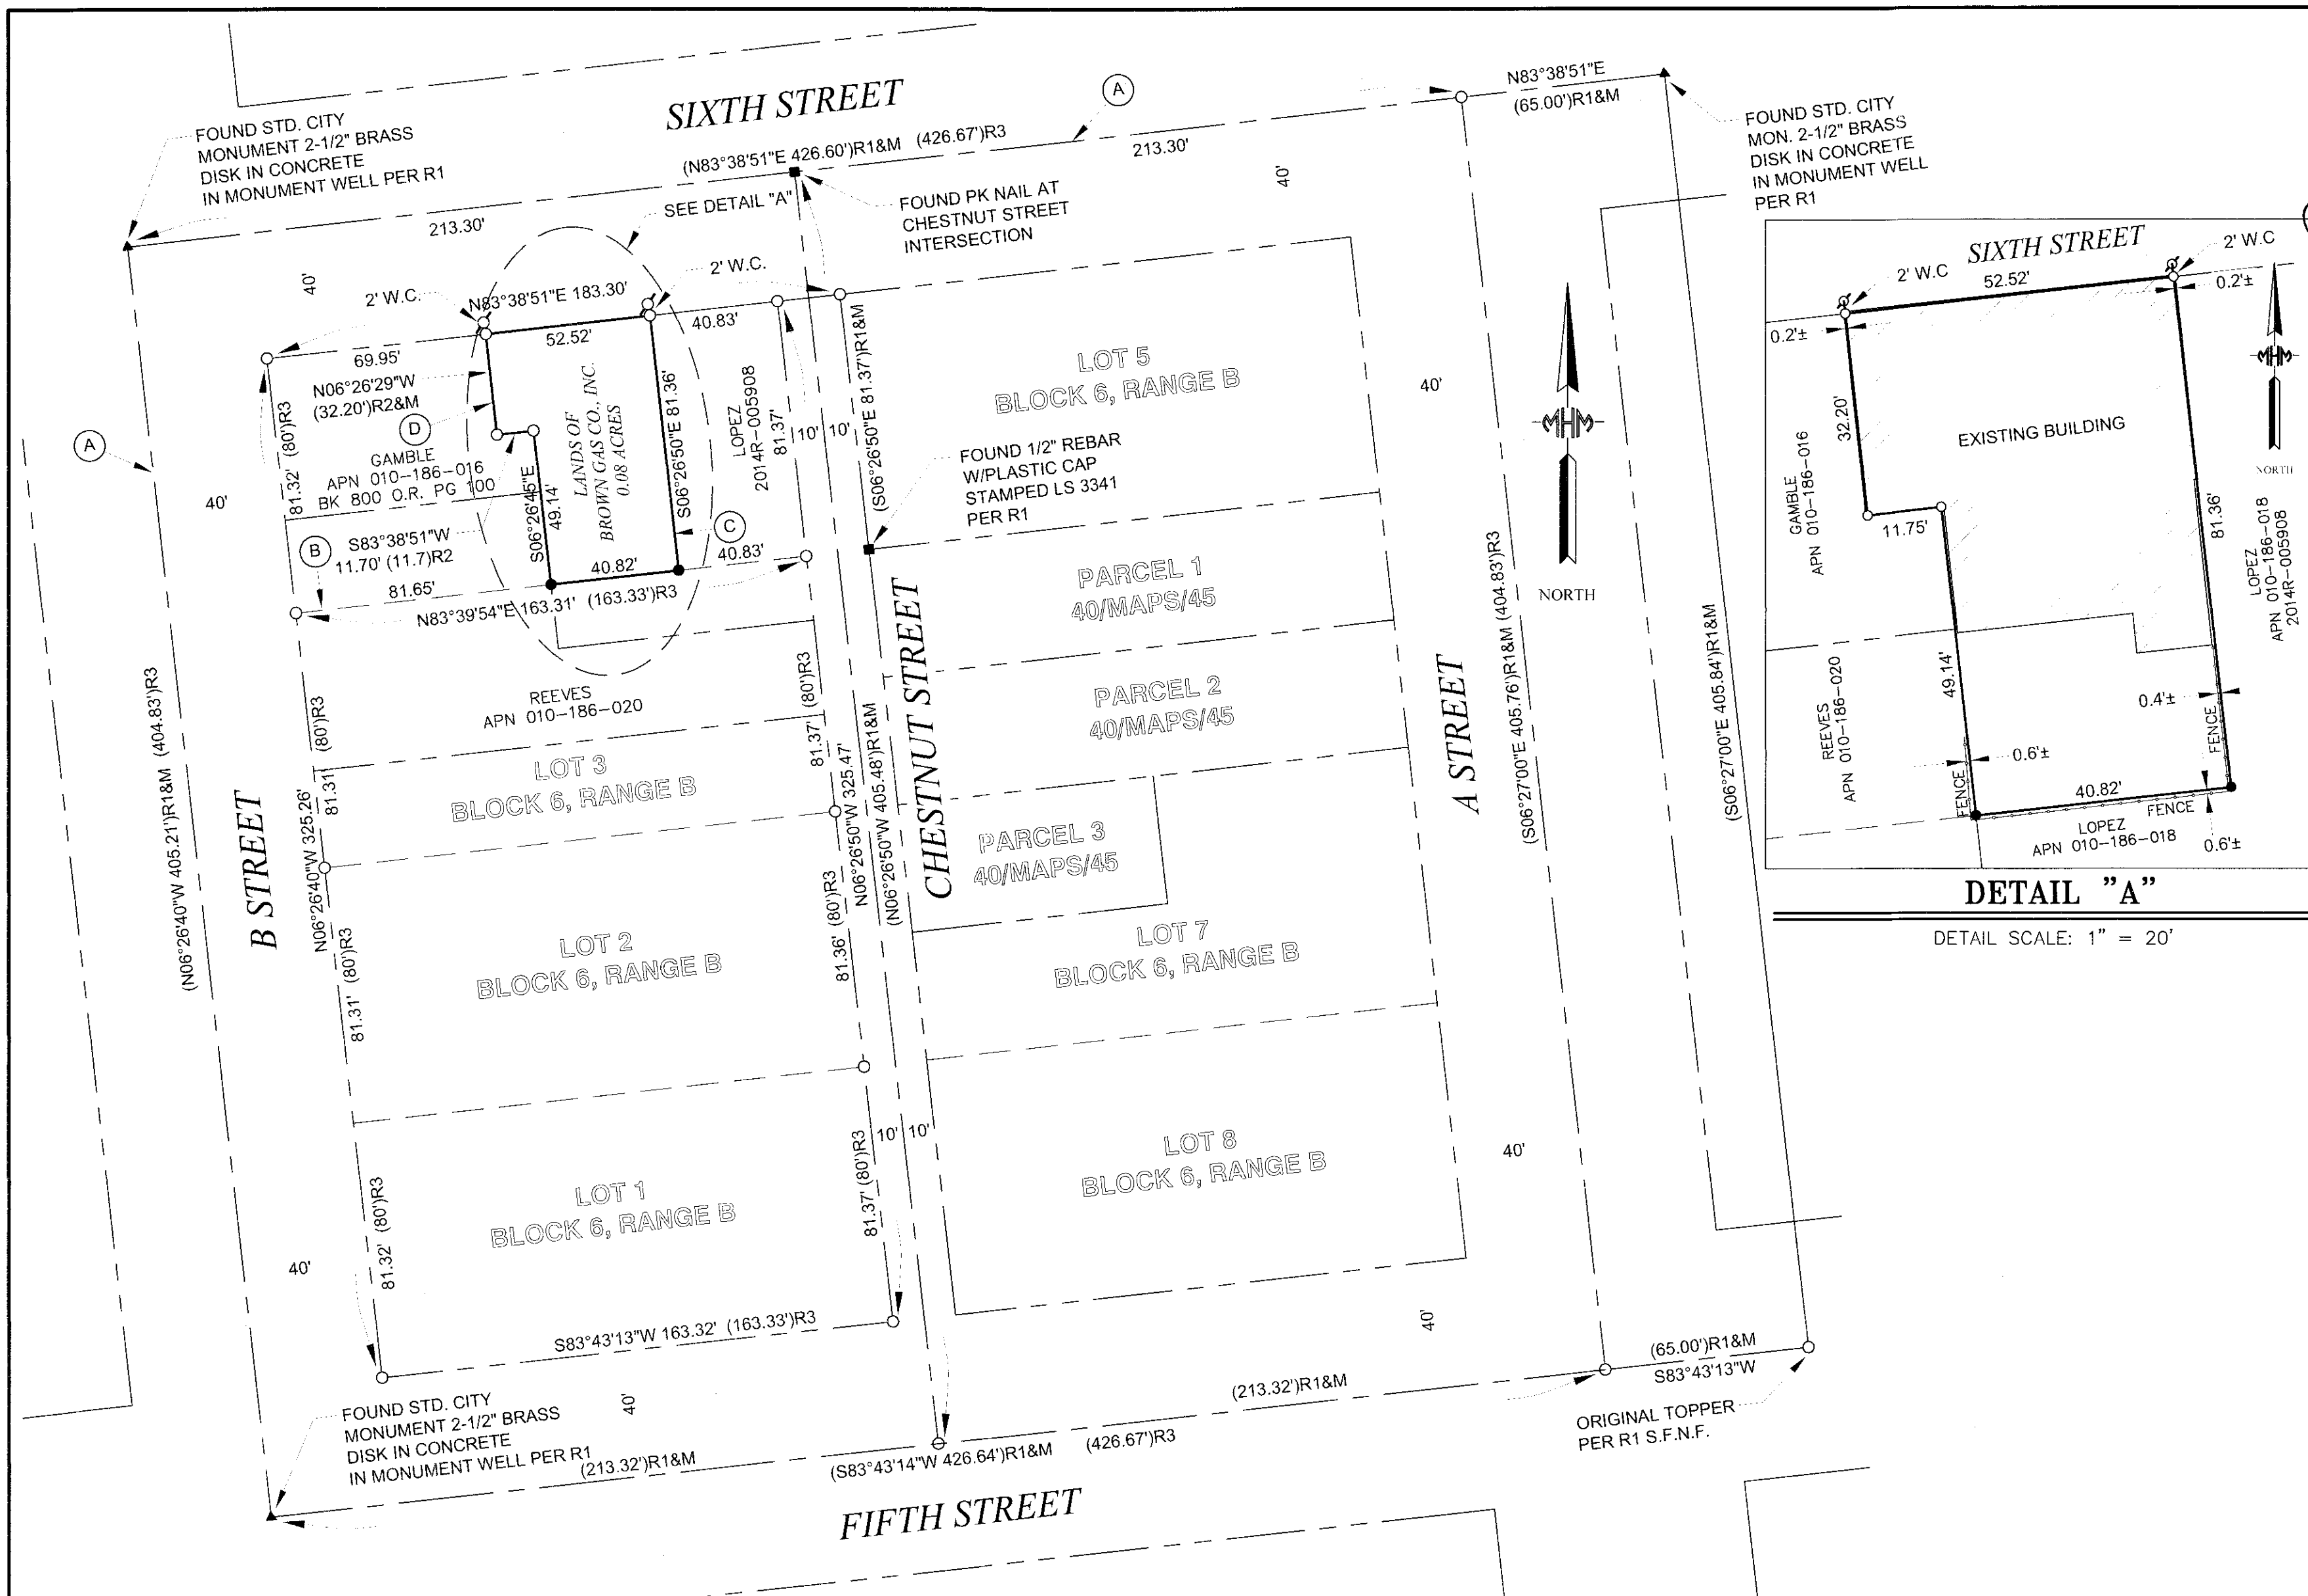 SIXTH STREET
A
N83°38'51"E
(65.00')R1&M
FOUND STD. CITY
MONUMENT 2-1/2" BRASS
DISK IN CONCRETE
IN MONUMENT WELL PER R1
(N83°38'51"E 426.60')R1&M (426.67')R3
213.30'
213.30'
40'
40'
SEE DETAIL "A"
FOUND PK NAIL AT
CHESTNUT STREET
INTERSECTION
FOUND STD. CITY
MON. 2-1/2" BRASS
DISK IN CONCRETE
IN MONUMENT WELL
PER R1
2' W.C.
2' W.C.
N83°38'51"E 183.30'
69.95'
52.52'
40.83'
N06°26'29"W
(32.20')R2&M
D
GAMBLE
APN 010-186-016
BK 800 O.R. PG 100
A
40'
81.32' (80')R3
S83°38'51"W
11.70' (11.7)R2
B
81.65'
S06°26'45"E
49.14'
LANDS OF
BROWN GAS CO., INC.
0.08 ACRES
S06°26'50"E 81.36'
C
40.82'
40.83'
N83°39'54"E 163.31' (163.33')R3
LOPEZ
2014R-005908
81.37'
10' 10'
(S06°26'50"E 81.37')R1&M
LOT 5
BLOCK 6, RANGE B
40'
FOUND 1/2" REBAR
W/PLASTIC CAP
STAMPED LS 3341
PER R1
MHM
NORTH
PARCEL 1
40/MAPS/45
PARCEL 2
40/MAPS/45
PARCEL 3
40/MAPS/45
CHESTNUT STREET
A STREET
(S06°27'00"E 405.76')R1&M (404.83')R3
(S06°27'00"E 405.84')R1&M
REEVES
APN 010-186-020
(80')R3
81.31'
LOT 3
BLOCK 6, RANGE B
81.37' (80')R3
N06°26'50"W 325.47'
(N06°26'50"W 405.48')R1&M
B STREET
(N06°26'40"W 405.21')R1&M (404.83')R3
N06°26'40"W 325.26'
81.31' (80')R3
LOT 2
BLOCK 6, RANGE B
81.36' (80')R3
LOT 7
BLOCK 6, RANGE B
10' 10'
LOT 1
BLOCK 6, RANGE B
81.32' (80')R3
81.37' (80')R3
LOT 8
BLOCK 6, RANGE B
40'
40'
40'
S83°43'13"W 163.32' (163.33')R3
40'
FOUND STD. CITY
MONUMENT 2-1/2" BRASS
DISK IN CONCRETE
IN MONUMENT WELL PER R1
(213.32')R1&M
(S83°43'14"W 426.64')R1&M (426.67')R3
(213.32')R1&M
(65.00')R1&M
S83°43'13"W
ORIGINAL TOPPER
PER R1 S.F.N.F.
FIFTH STREET
SIXTH STREET
2' W.C
2' W.C
52.52'
0.2'±
0.2'±
32.20'
GAMBLE
APN 010-186-016
11.75'
EXISTING BUILDING
MHM
NORTH
81.36'
LOPEZ
APN 010-186-018
2014R-005908
REEVES
APN 010-186-020
49.14'
0.4'±
FENCE
0.6'±
FENCE
40.82'
FENCE
LOPEZ
APN 010-186-018
0.6'±
DETAIL "A"
DETAIL SCALE: 1" = 20'